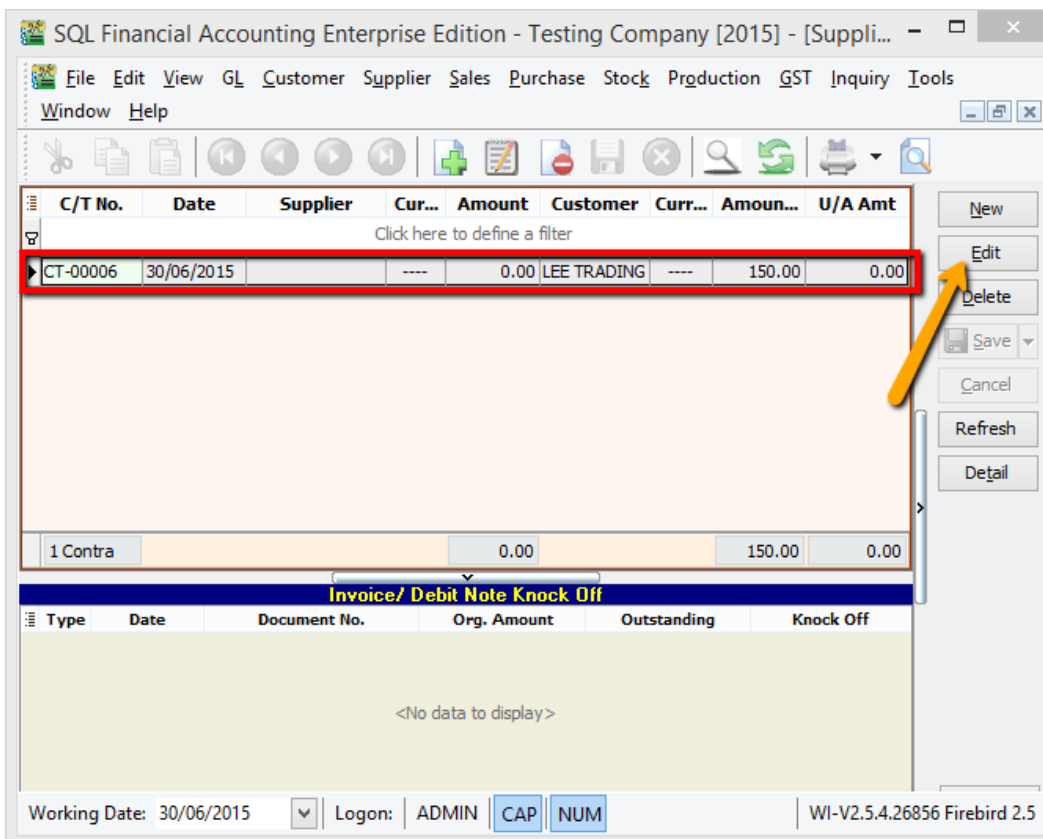 SQL Financial Accounting Enterprise Edition - Testing Company [2015] - [Suppli...
File Edit View GL Customer Supplier Sales Purchase Stock Production GST Inquiry Tools
Window Help
C/T No. Date Supplier Cur... Amount Customer Curr... Amoun... U/A Amt
New
Click here to define a filter
Edit
CT-00006 30/06/2015 ---- 0.00 LEE TRADING ---- 150.00 0.00
Delete
Save
Cancel
Refresh
Detail
1 Contra 0.00 150.00 0.00
Invoice/ Debit Note Knock Off
Type Date Document No. Org. Amount Outstanding Knock Off
<No data to display>
Working Date: 30/06/2015 Logon: ADMIN CAP NUM WI-V2.5.4.26856 Firebird 2.5